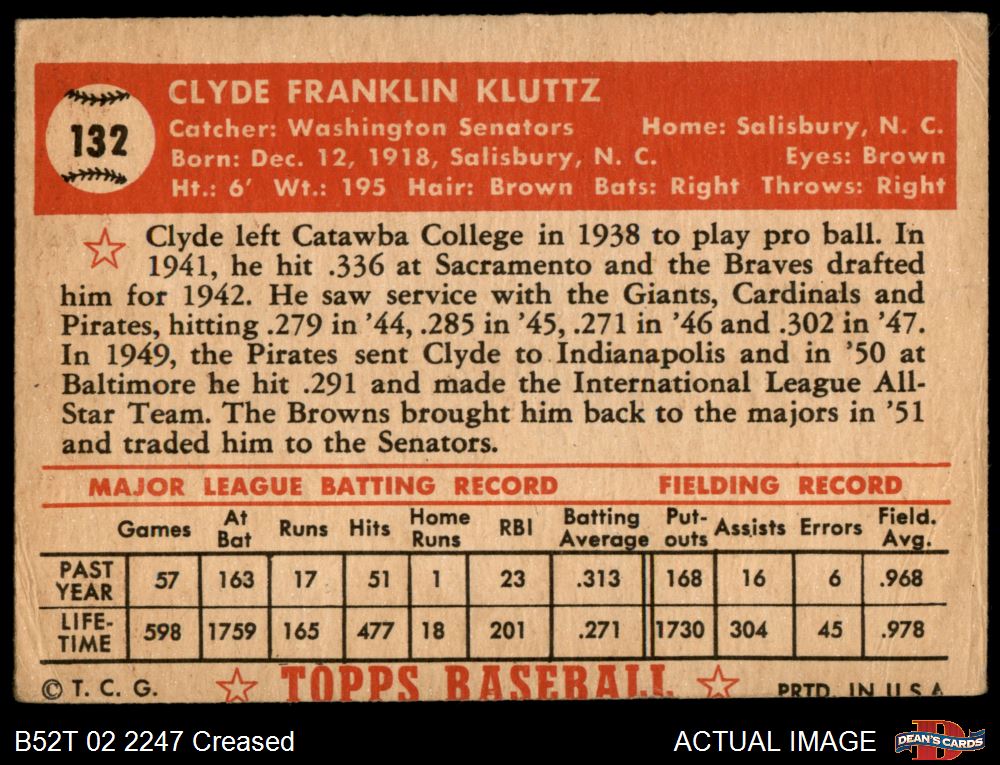 132
CLYDE FRANKLIN KLUTTZ
Catcher: Washington Senators Home: Salisbury, N. C.
Born: Dec. 12, 1918, Salisbury, N. C. Eyes: Brown
Ht.: 6' Wt.: 195 Hair: Brown Bats: Right Throws: Right
Clyde left Catawba College in 1938 to play pro ball. In
1941, he hit .336 at Sacramento and the Braves drafted
him for 1942. He saw service with the Giants, Cardinals and
Pirates, hitting .279 in '44, .285 in '45, .271 in '46 and .302 in '47.
In 1949, the Pirates sent Clyde to Indianapolis and in '50 at
Baltimore he hit .291 and made the International League All-
Star Team. The Browns brought him back to the majors in '51
and traded him to the Senators.
MAJOR LEAGUE BATTING RECORD FIELDING RECORD
Games At Bat Runs Hits Home Runs RBI Batting Average Put-outs Assists Errors Field. Avg.
PAST YEAR 57 163 17 51 1 23 .313 168 16 6 .968
LIFE-TIME 598 1759 165 477 18 201 .271 1730 304 45 .978
© T. C. G. TOPPS BASEBALL PRTD. IN U S A
B52T 02 2247 Creased ACTUAL IMAGE DEAN'S CARDS